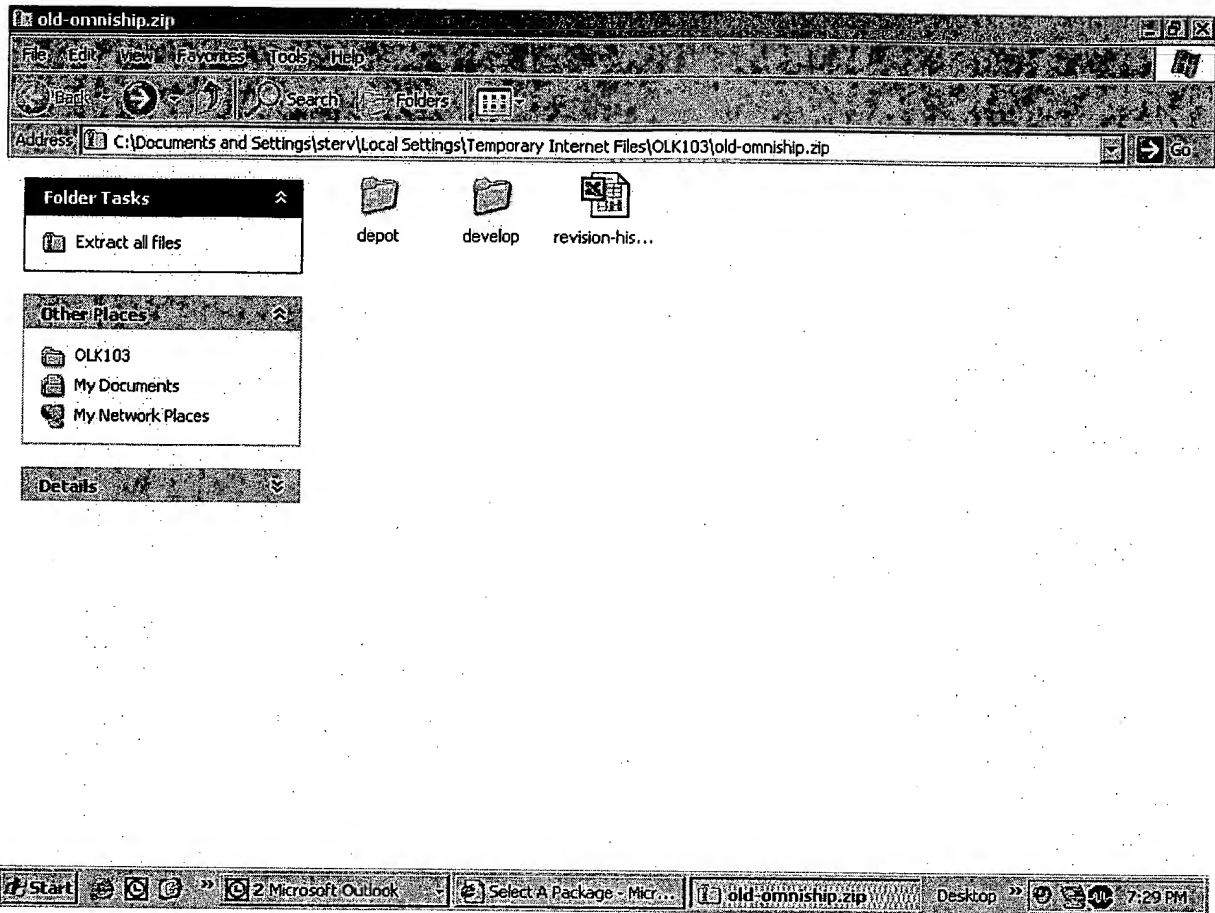 old-omniship.zip
File Edit View Favorites Tools Help
Back Search Folders
Address C:\Documents and Settings\sterv\Local Settings\Temporary Internet Files\OLK103\old-omniship.zip Go
Folder Tasks
Extract all files
depot develop revision-his...
Other Places
OLK103
My Documents
My Network Places
Details
Start 2 Microsoft Outlook Select A Package - Micr... old-omniship.zip Desktop 7:29 PM